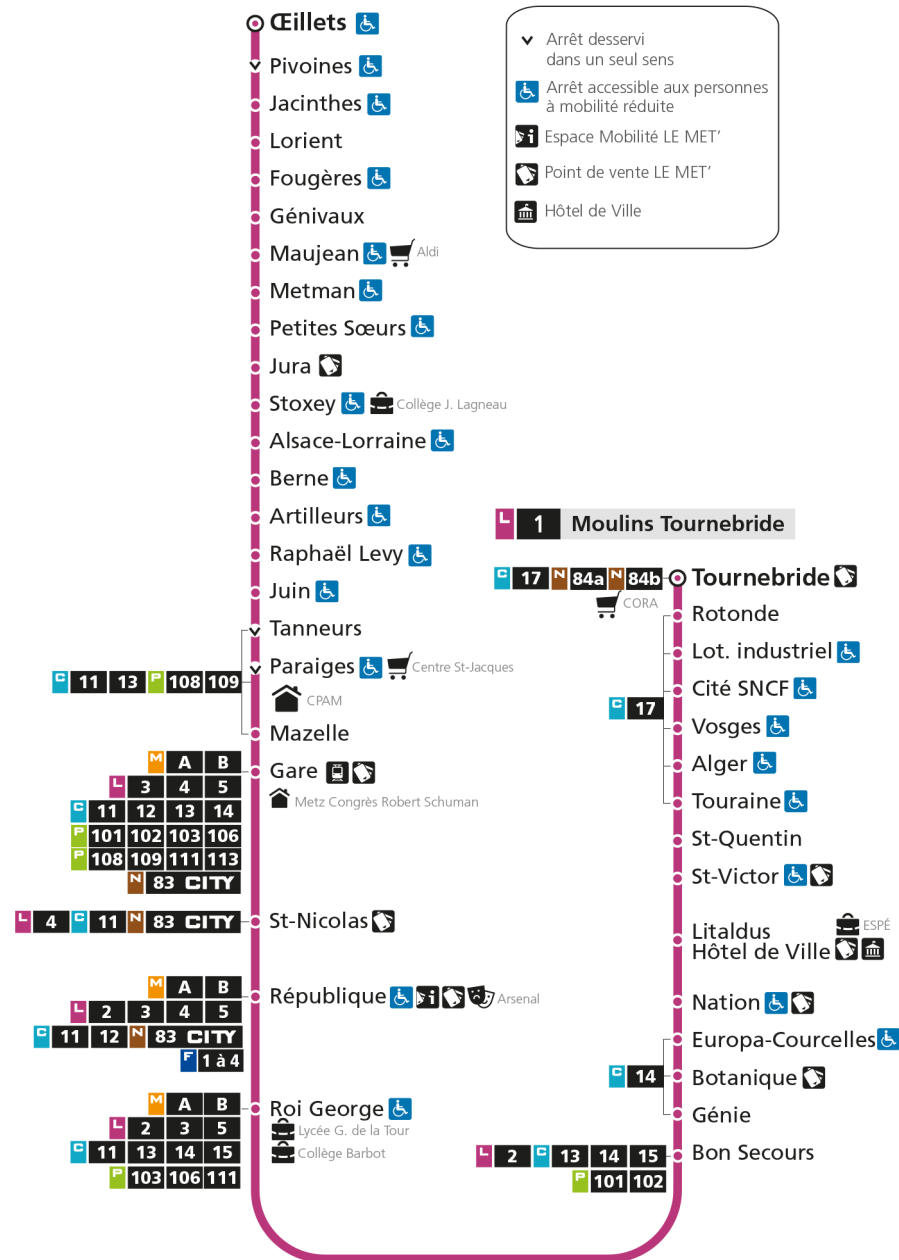 Œillets
Pivoines
Jacinthes
Lorient
Fougères
Génivaux
Maujean Aldi
Metman
Petites Sœurs
Jura
Stoxey Collège J. Lagneau
Alsace-Lorraine
Berne
Artilleurs
Raphaël Levy
Juin
Tanneurs
Paraiges Centre St-Jacques
C 11 13 P 108 109
CPAM
Mazelle
M A B
Gare
L 3 4 5
Metz Congrès Robert Schuman
C 11 12 13 14
P 101 102 103 106
P 108 109 111 113
N 83 CITY
L 4 C 11 N 83 CITY St-Nicolas
M A B
République Arsenal
L 2 3 4 5
C 11 12 N 83 CITY
F 1 à 4
M A B
Roi George
L 2 3 5
Lycée G. de la Tour
C 11 13 14 15
Collège Barbot
P 103 106 111
Arrêt desservi
dans un seul sens
Arrêt accessible aux personnes
à mobilité réduite
i Espace Mobilité LE MET’
Point de vente LE MET’
Hôtel de Ville
L 1 Moulins Tournebride
C 17 N 84a N 84b Tournebride
CORA
Rotonde
Lot. industriel
Cité SNCF
C 17
Vosges
Alger
Touraine
St-Quentin
St-Victor
Litaldus ESPÉ
Hôtel de Ville
Nation
Europa-Courcelles
C 14 Botanique
Génie
L 2 C 13 14 15 Bon Secours
P 101 102